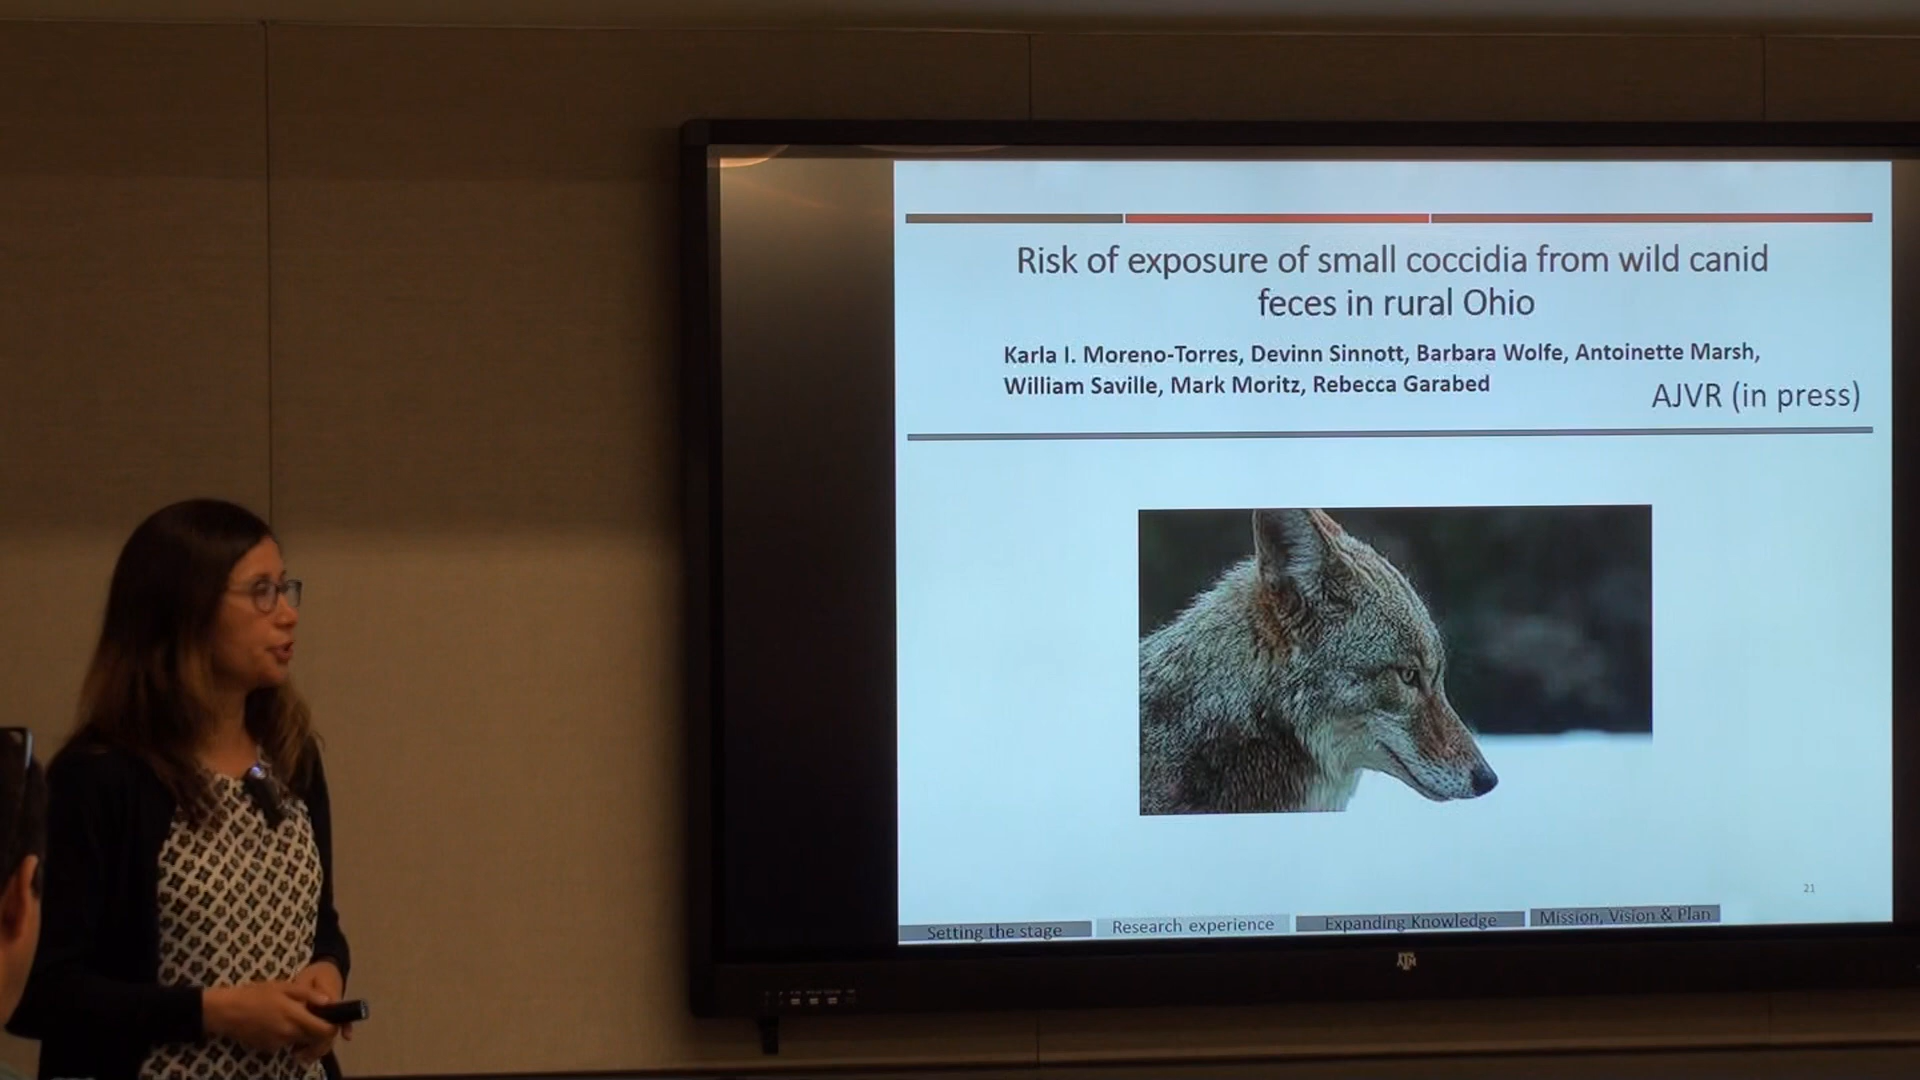 Risk of exposure of small coccidia from wild canid
feces in rural Ohio
Karla I. Moreno-Torres, Devinn Sinnott, Barbara Wolfe, Antoinette Marsh,
William Saville, Mark Moritz, Rebecca Garabed
AJVR (in press)
21
Setting the stage
Research experience
Expanding Knowledge
Mission, Vision & Plan
ATM